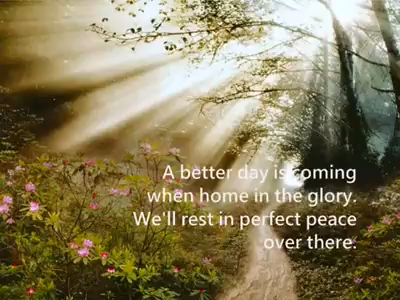 A better day is coming
when home in the glory.
We'll rest in perfect peace
over there.